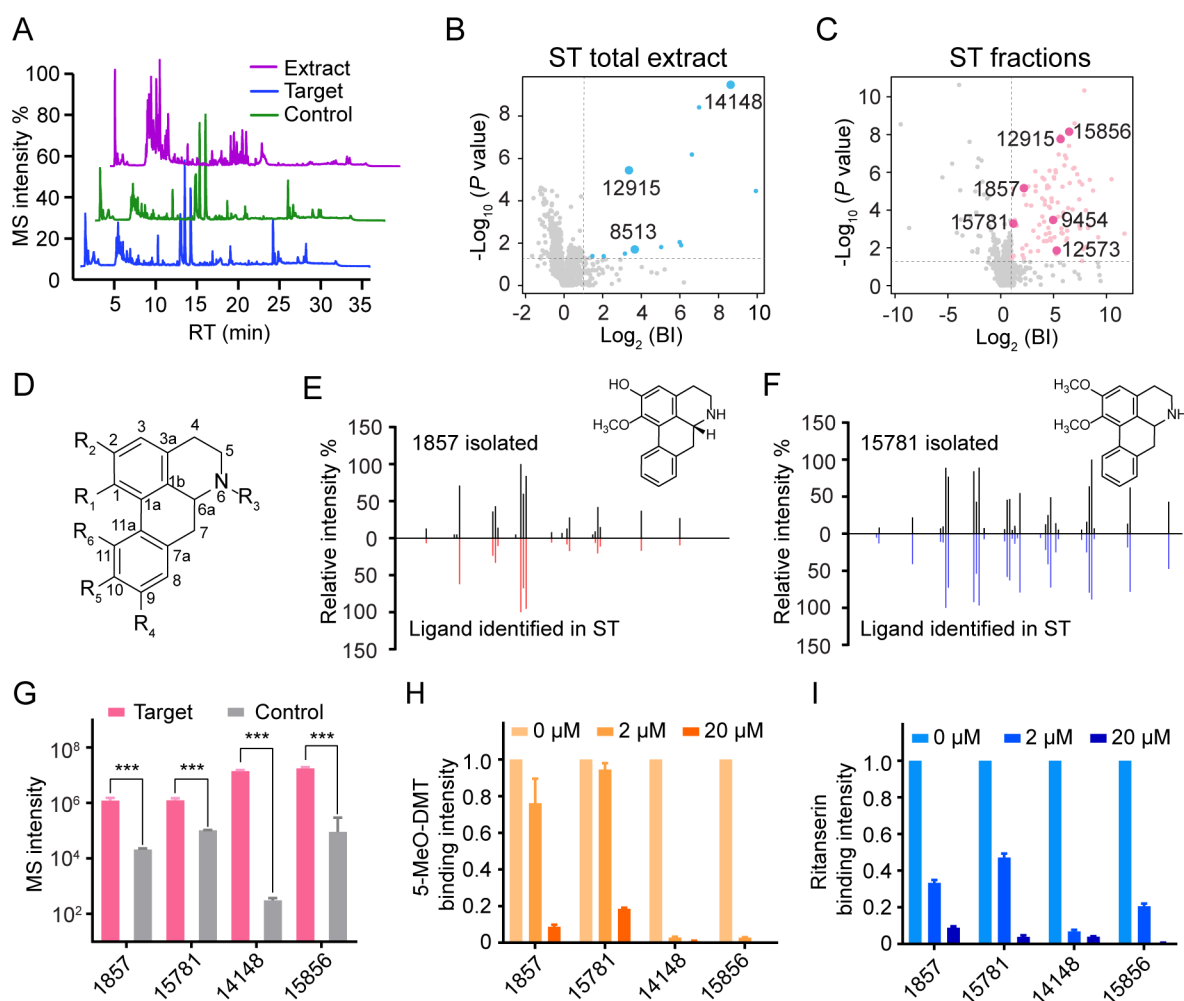 A
MS intensity %
100
80
60
40
20
0
Extract
Target
Control
5 10 15 20 25 30 35
RT (min)
B
ST total extract
-Log10 (P value)
8
6
4
2
0
14148
12915
8513
-2 0 2 4 6 8 10
Log2 (BI)
C
ST fractions
-Log10 (P value)
10
8
6
4
2
0
12915
15856
1857
15781
9454
12573
-10 -5 0 5 10
Log2 (BI)
D
R2
2
3
3a
4
5
N
6
R3
R1
1
1b
1a
6a
11a
7
R6
11
7a
R5
10
9
8
R4
E
Relative intensity %
150
100
50
0
50
100
150
1857 isolated
HO
H3CO
NH
H
Ligand identified in ST
F
Relative intensity %
150
100
50
0
50
100
150
15781 isolated
H3CO
H3CO
NH
Ligand identified in ST
G
Target Control
MS intensity
10^8
10^6
10^4
10^2
*** *** *** ***
1857 15781 14148 15856
H
0 µM 2 µM 20 µM
5-MeO-DMT
binding intensity
1.0
0.8
0.6
0.4
0.2
0
1857 15781 14148 15856
I
0 µM 2 µM 20 µM
Ritanserin
binding intensity
1.0
0.8
0.6
0.4
0.2
0
1857 15781 14148 15856